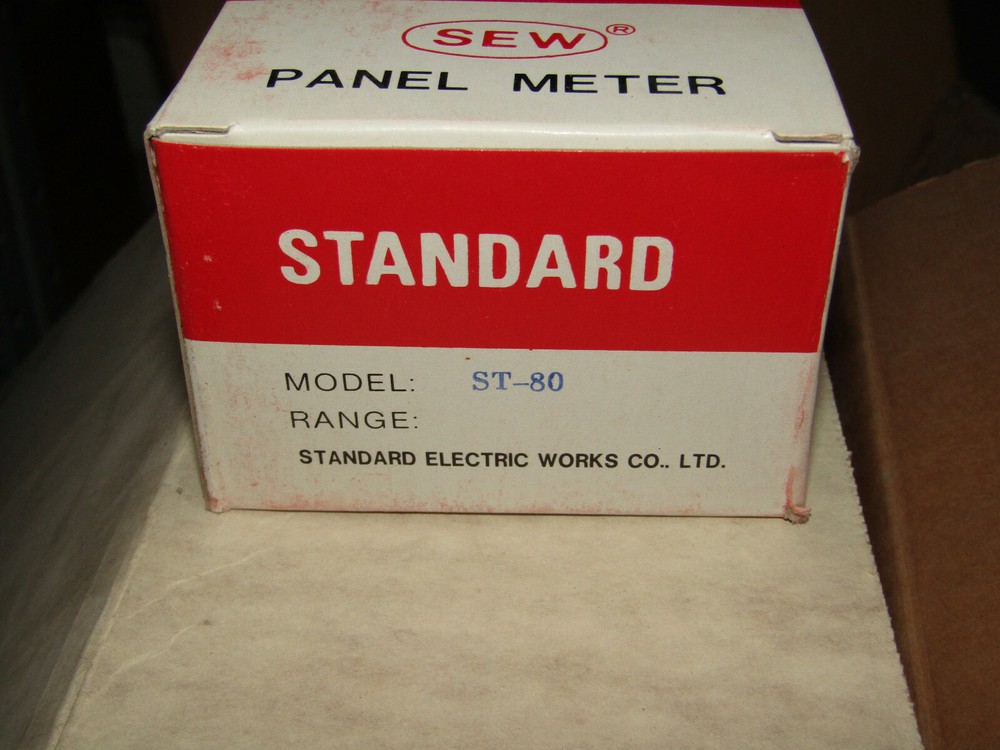 SEW®
PANEL METER
STANDARD
MODEL: ST-80
RANGE:
STANDARD ELECTRIC WORKS CO.. LTD.